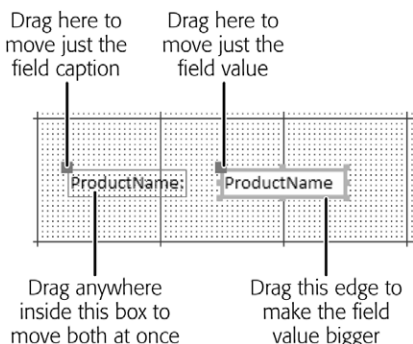 Drag here to
move just the
field caption
Drag here to
move just the
field value
ProductName:
ProductName
Drag anywhere
inside this box to
move both at once
Drag this edge to
make the field
value bigger